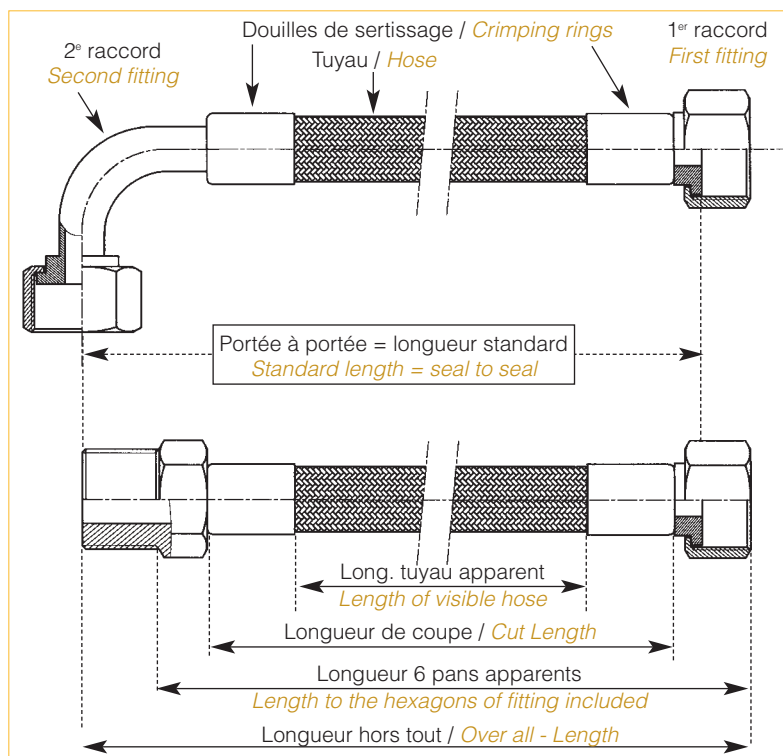 Douilles de sertissage / Crimping rings
1er raccord
First fitting
2e raccord
Second fitting
Tuyau / Hose
Portée à portée = longueur standard
Standard length = seal to seal
Long. tuyau apparent
Length of visible hose
Longueur de coupe / Cut Length
Longueur 6 pans apparents
Length to the hexagons of fitting included
Longueur hors tout / Over all - Length